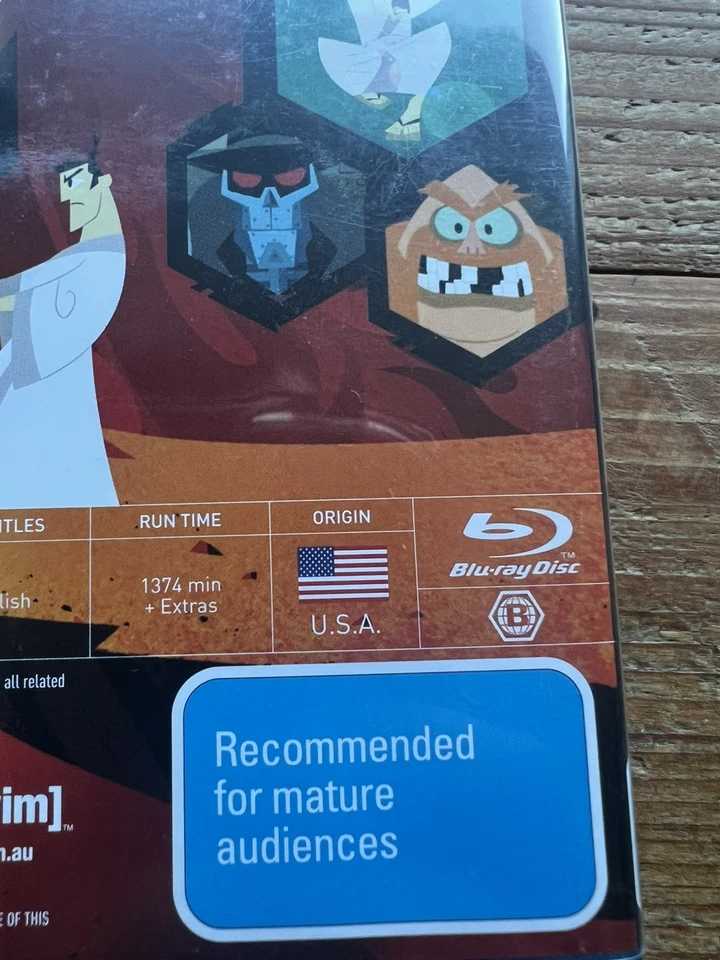 TLES
RUN TIME
ORIGIN
lish
1374 min
+ Extras
U.S.A.
Blu-ray Disc
TM
B
all related
im]
TM
.au
E OF THIS
Recommended
for mature
audiences